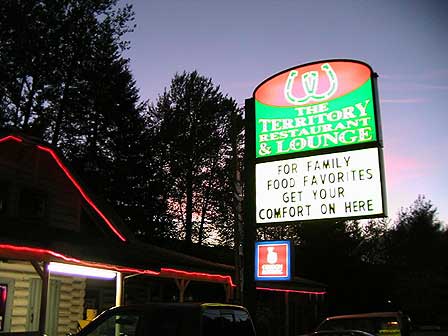 THE
TERRITORY
RESTAURANT
& LOUNGE
FOR FAMILY
FOOD FAVORITES
GET YOUR
COMFORT ON HERE